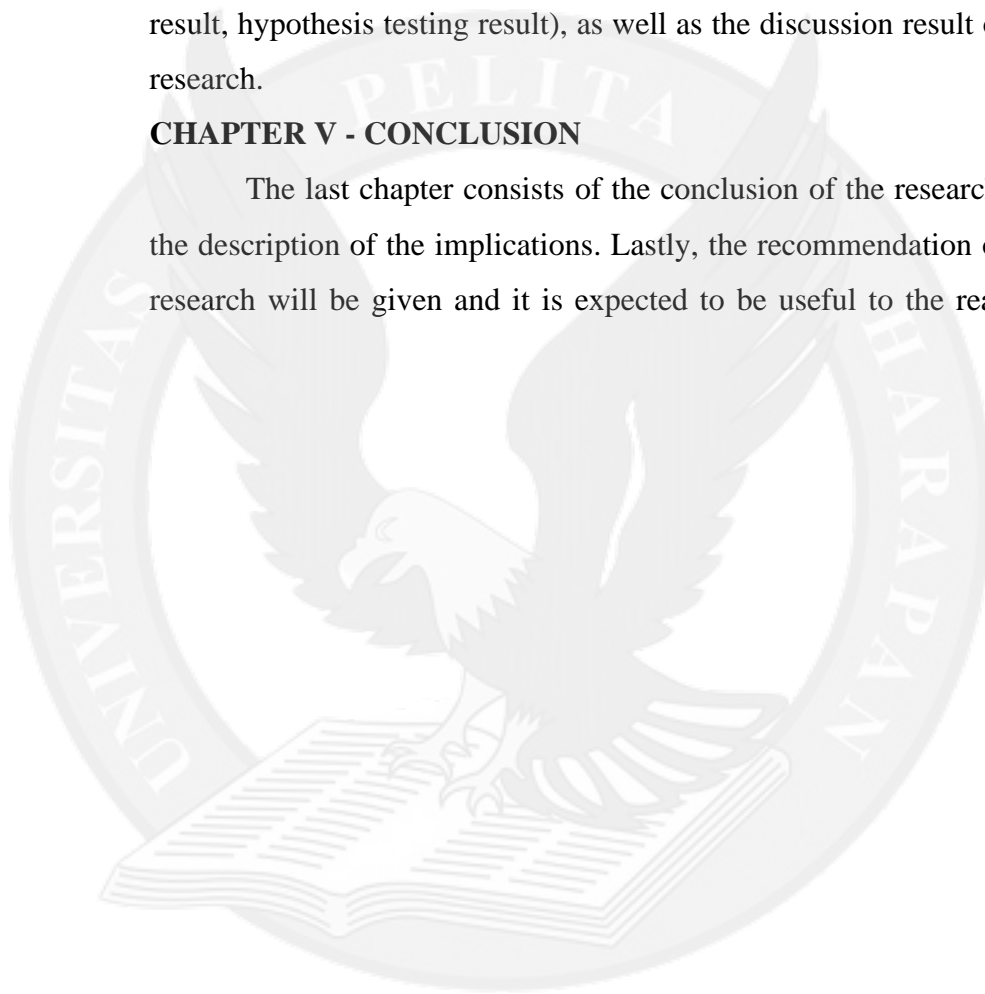 result, hypothesis testing result), as well as the discussion result
research.
CHAPTER V - CONCLUSION
The last chapter consists of the conclusion of the research
the description of the implications. Lastly, the recommendation
research will be given and it is expected to be useful to the
UNIVERSITAS PELITA HARAPAN